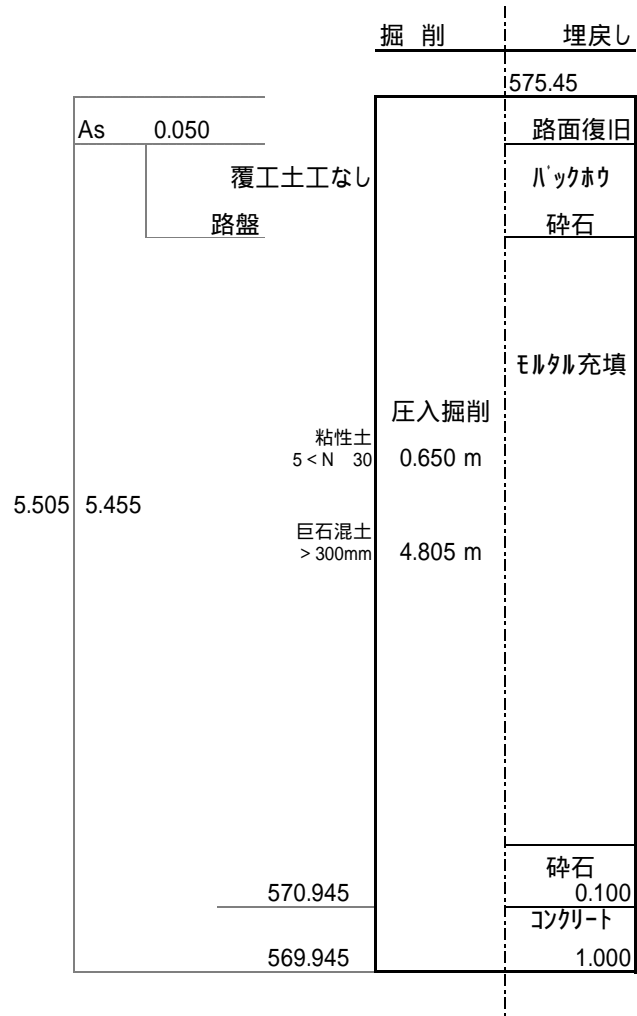 掘 削 埋戻し
575.45
As 0.050 路面復旧
覆工土工なし ﾊﾞｯｸﾎｳ
路盤 砕石
ﾓﾙﾀﾙ充填
圧入掘削
粘性土
5 < N 30 0.650 m
5.505 5.455
巨石混土
> 300mm 4.805 m
砕石
570.945 0.100
ｺﾝｸﾘｰﾄ
569.945 1.000